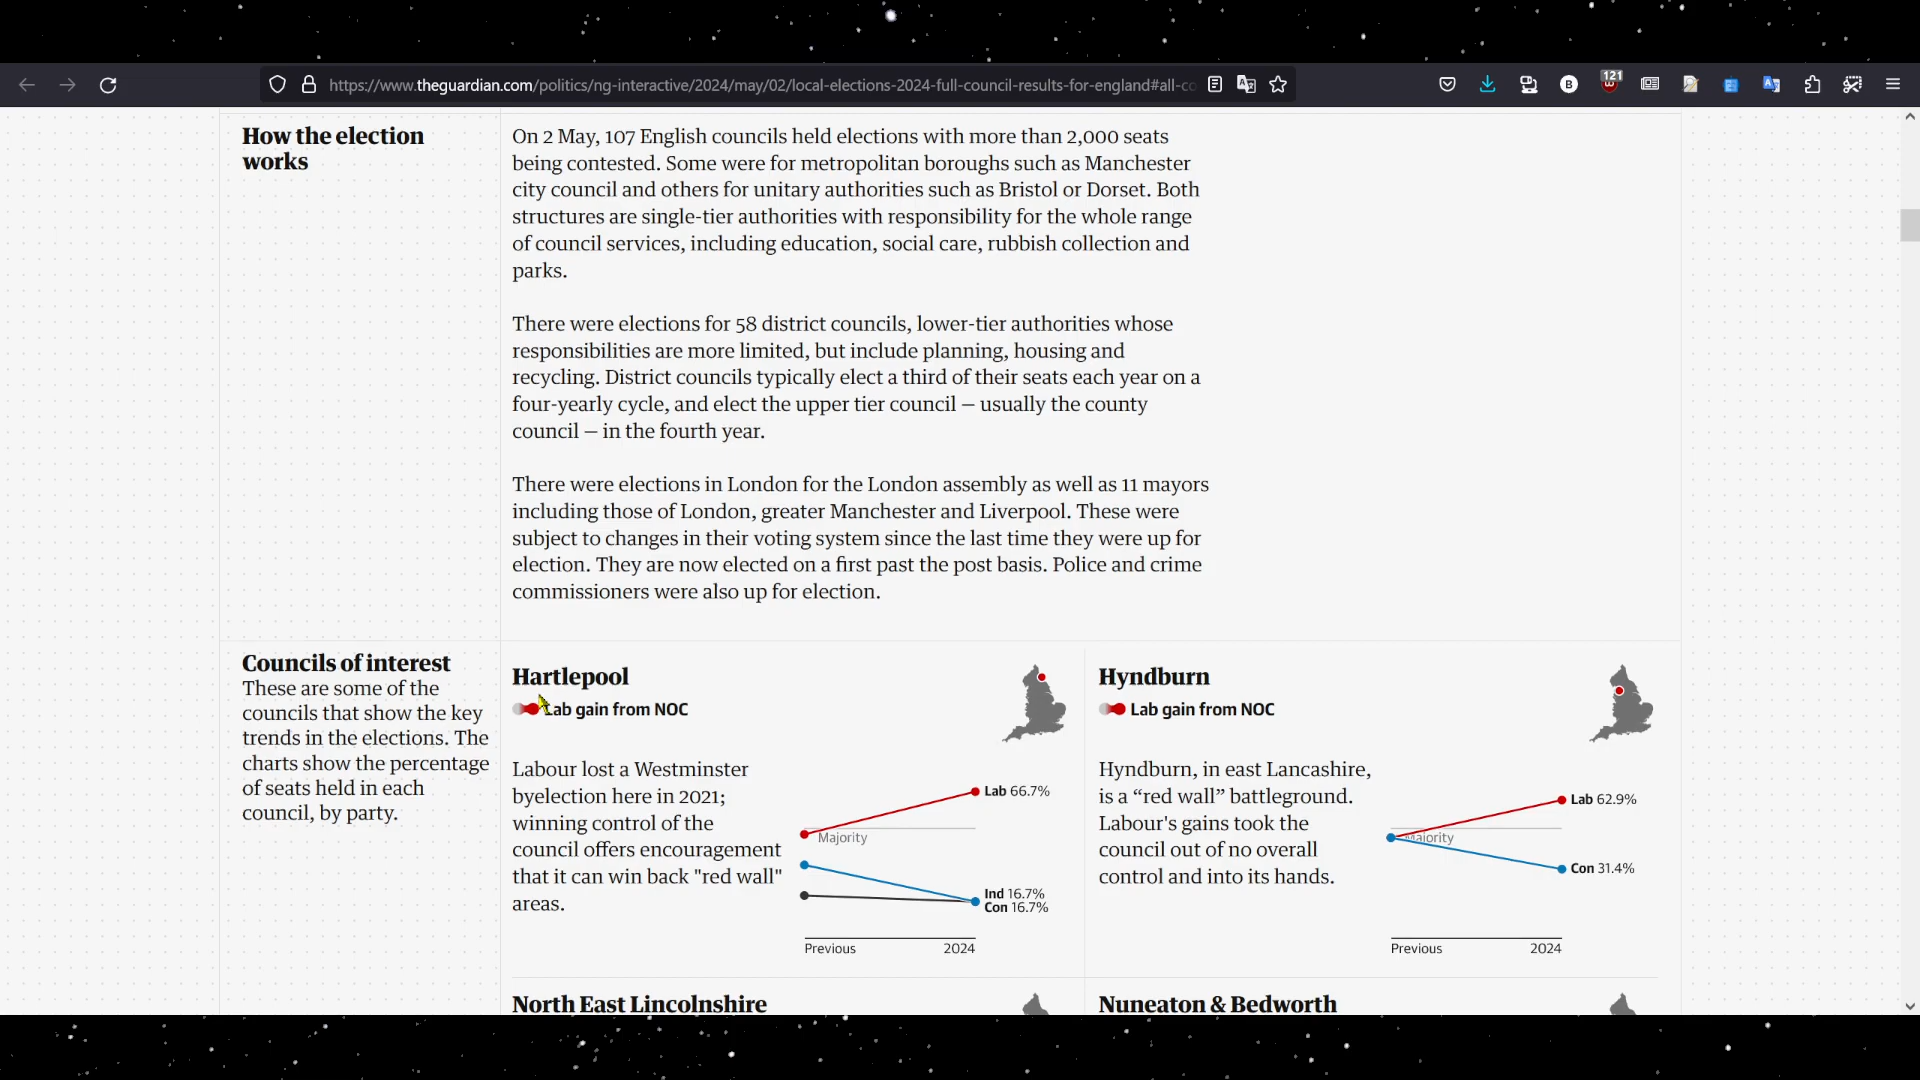 https://www.theguardian.com/politics/ng-interactive/2024/may/02/local-elections-2024-full-council-results-for-england#all-co
121
How the election
works
On 2 May, 107 English councils held elections with more than 2,000 seats
being contested. Some were for metropolitan boroughs such as Manchester
city council and others for unitary authorities such as Bristol or Dorset. Both
structures are single-tier authorities with responsibility for the whole range
of council services, including education, social care, rubbish collection and
parks.
There were elections for 58 district councils, lower-tier authorities whose
responsibilities are more limited, but include planning, housing and
recycling. District councils typically elect a third of their seats each year on a
four-yearly cycle, and elect the upper tier council — usually the county
council — in the fourth year.
There were elections in London for the London assembly as well as 11 mayors
including those of London, greater Manchester and Liverpool. These were
subject to changes in their voting system since the last time they were up for
election. They are now elected on a first past the post basis. Police and crime
commissioners were also up for election.
Councils of interest
These are some of the
councils that show the key
trends in the elections. The
charts show the percentage
of seats held in each
council, by party.
Hartlepool
Lab gain from NOC
Labour lost a Westminster
byelection here in 2021;
winning control of the
council offers encouragement
that it can win back "red wall"
areas.
Lab 66.7%
Majority
Ind 16.7%
Con 16.7%
Previous
2024
Hyndburn
Lab gain from NOC
Hyndburn, in east Lancashire,
is a “red wall” battleground.
Labour's gains took the
council out of no overall
control and into its hands.
Lab 62.9%
Majority
Con 31.4%
Previous
2024
North East Lincolnshire
Nuneaton & Bedworth